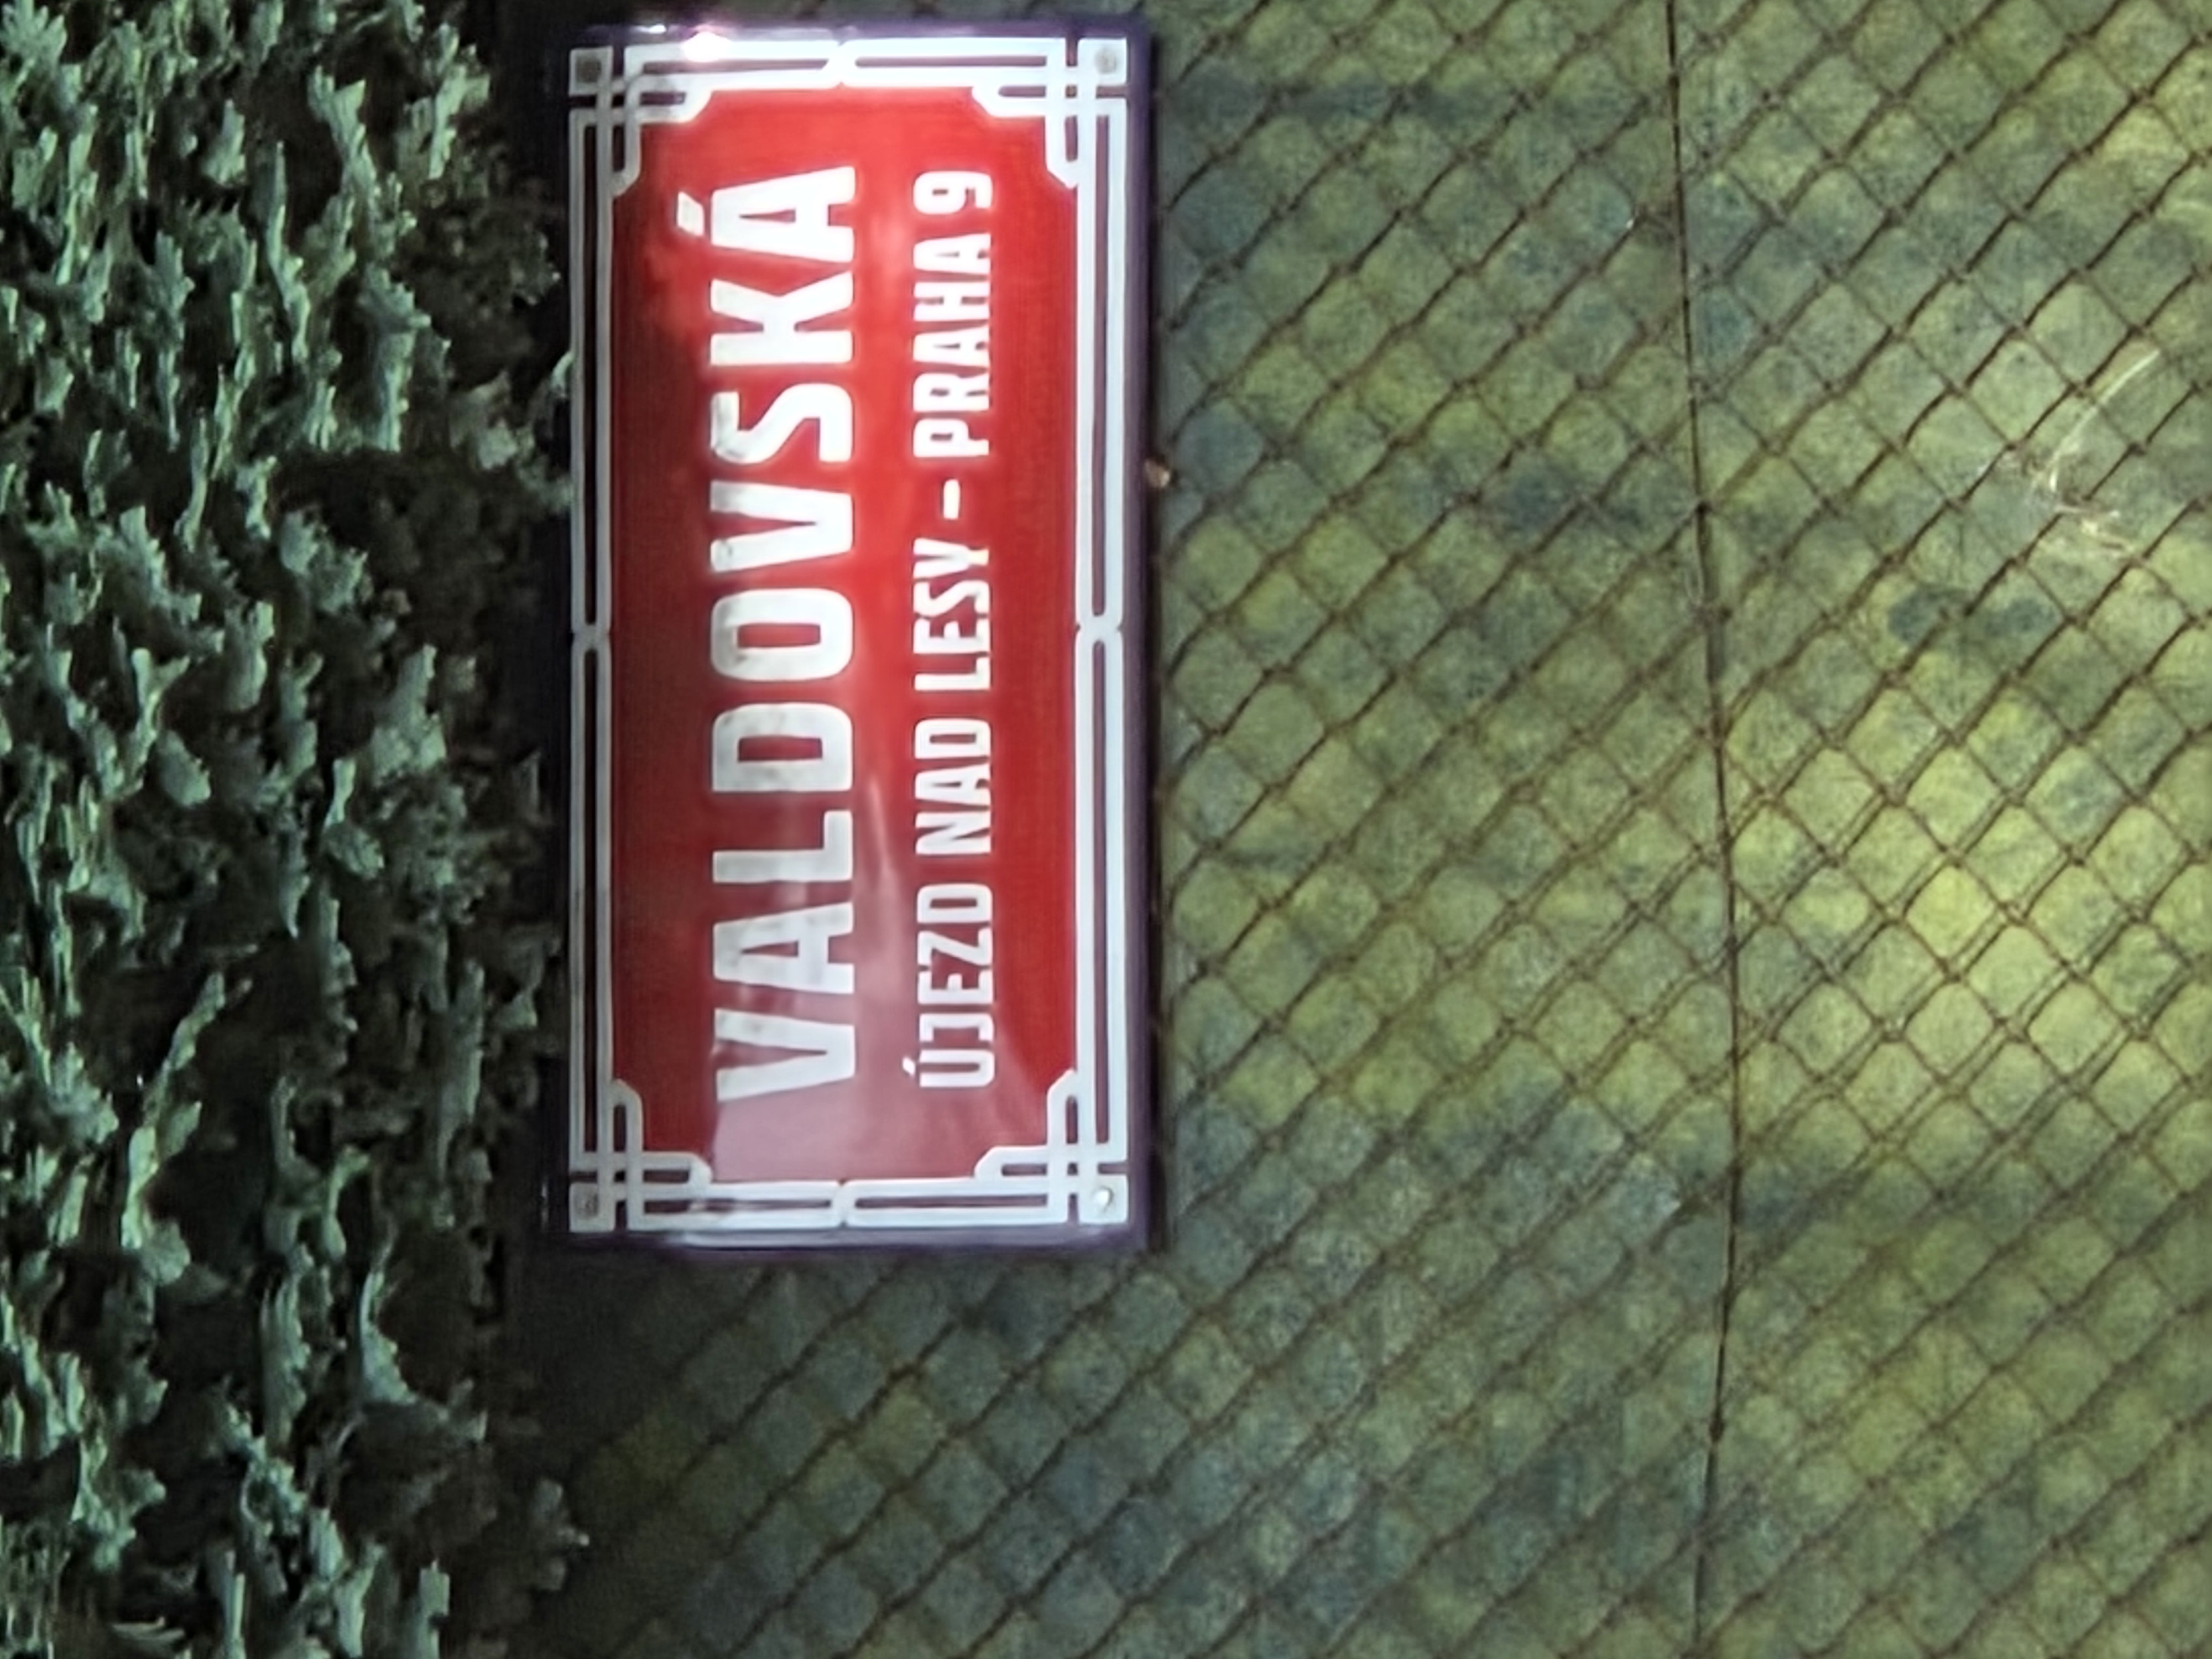 VALDOVSKÁ
ÚJEZD NAD LESY – PRAHA 9